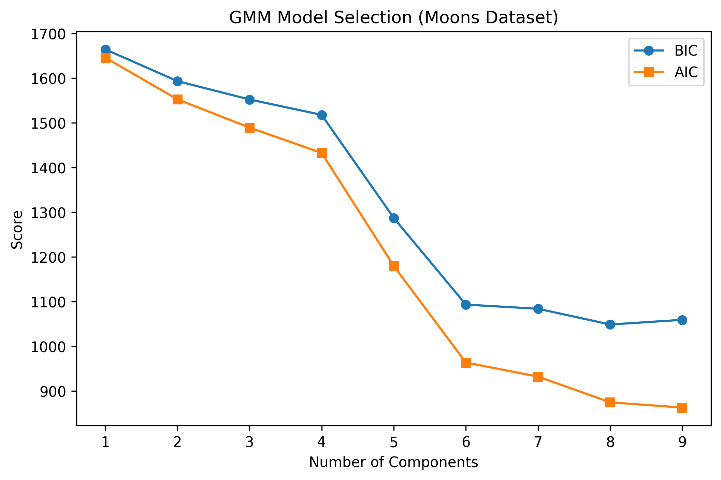 GMM Model Selection (Moons Dataset)
BIC
AIC
Score
1700
1600
1500
1400
1300
1200
1100
1000
900
1 2 3 4 5 6 7 8 9
Number of Components